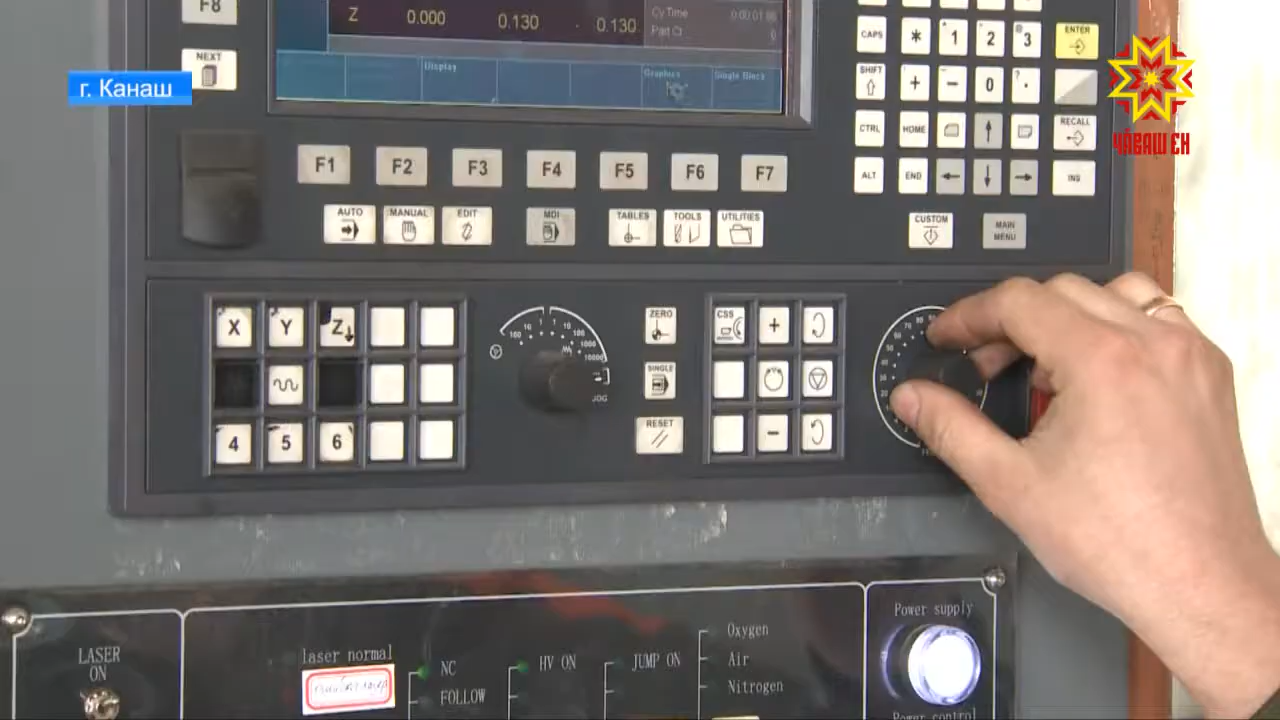 F8
Z 0.000 0.130 - 0.130
Cy Time 0:00:01:86
Part Ct 0
CAPS * 1 2 3 ENTER
NEXT
Display
Graphics
Single Block
SHIFT + - 0 .
г. Канаш
ЧӐВАШ ЕН
CTRL HOME RECALL
ALT END INS
F1 F2 F3 F4 F5 F6 F7
AUTO MANUAL EDIT MDI TABLES TOOLS UTILITIES
CUSTOM MAIN MENU
X Y Z
ZERO
CSS +
SINGLE
JOG
4 5 6
RESET
-
LASER
ON
laser normal
NC
FOLLOW
HV ON
JUMP ON
Oxygen
Air
Nitrogen
Power supply
Power control